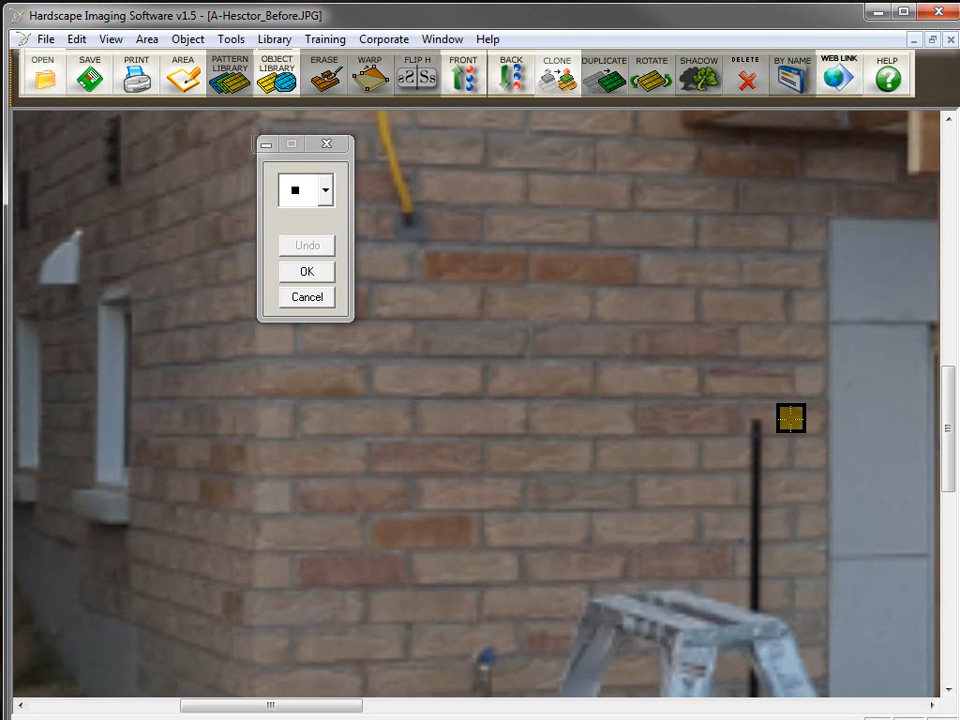 Hardscape Imaging Software v1.5 - [A-Hesctor_Before.JPG]
File Edit View Area Object Tools Library Training Corporate Window Help
OPEN SAVE PRINT AREA PATTERN LIBRARY OBJECT LIBRARY ERASE WARP FLIP H FRONT BACK CLONE DUPLICATE ROTATE SHADOW DELETE BY NAME WEB LINK HELP
Undo
OK
Cancel